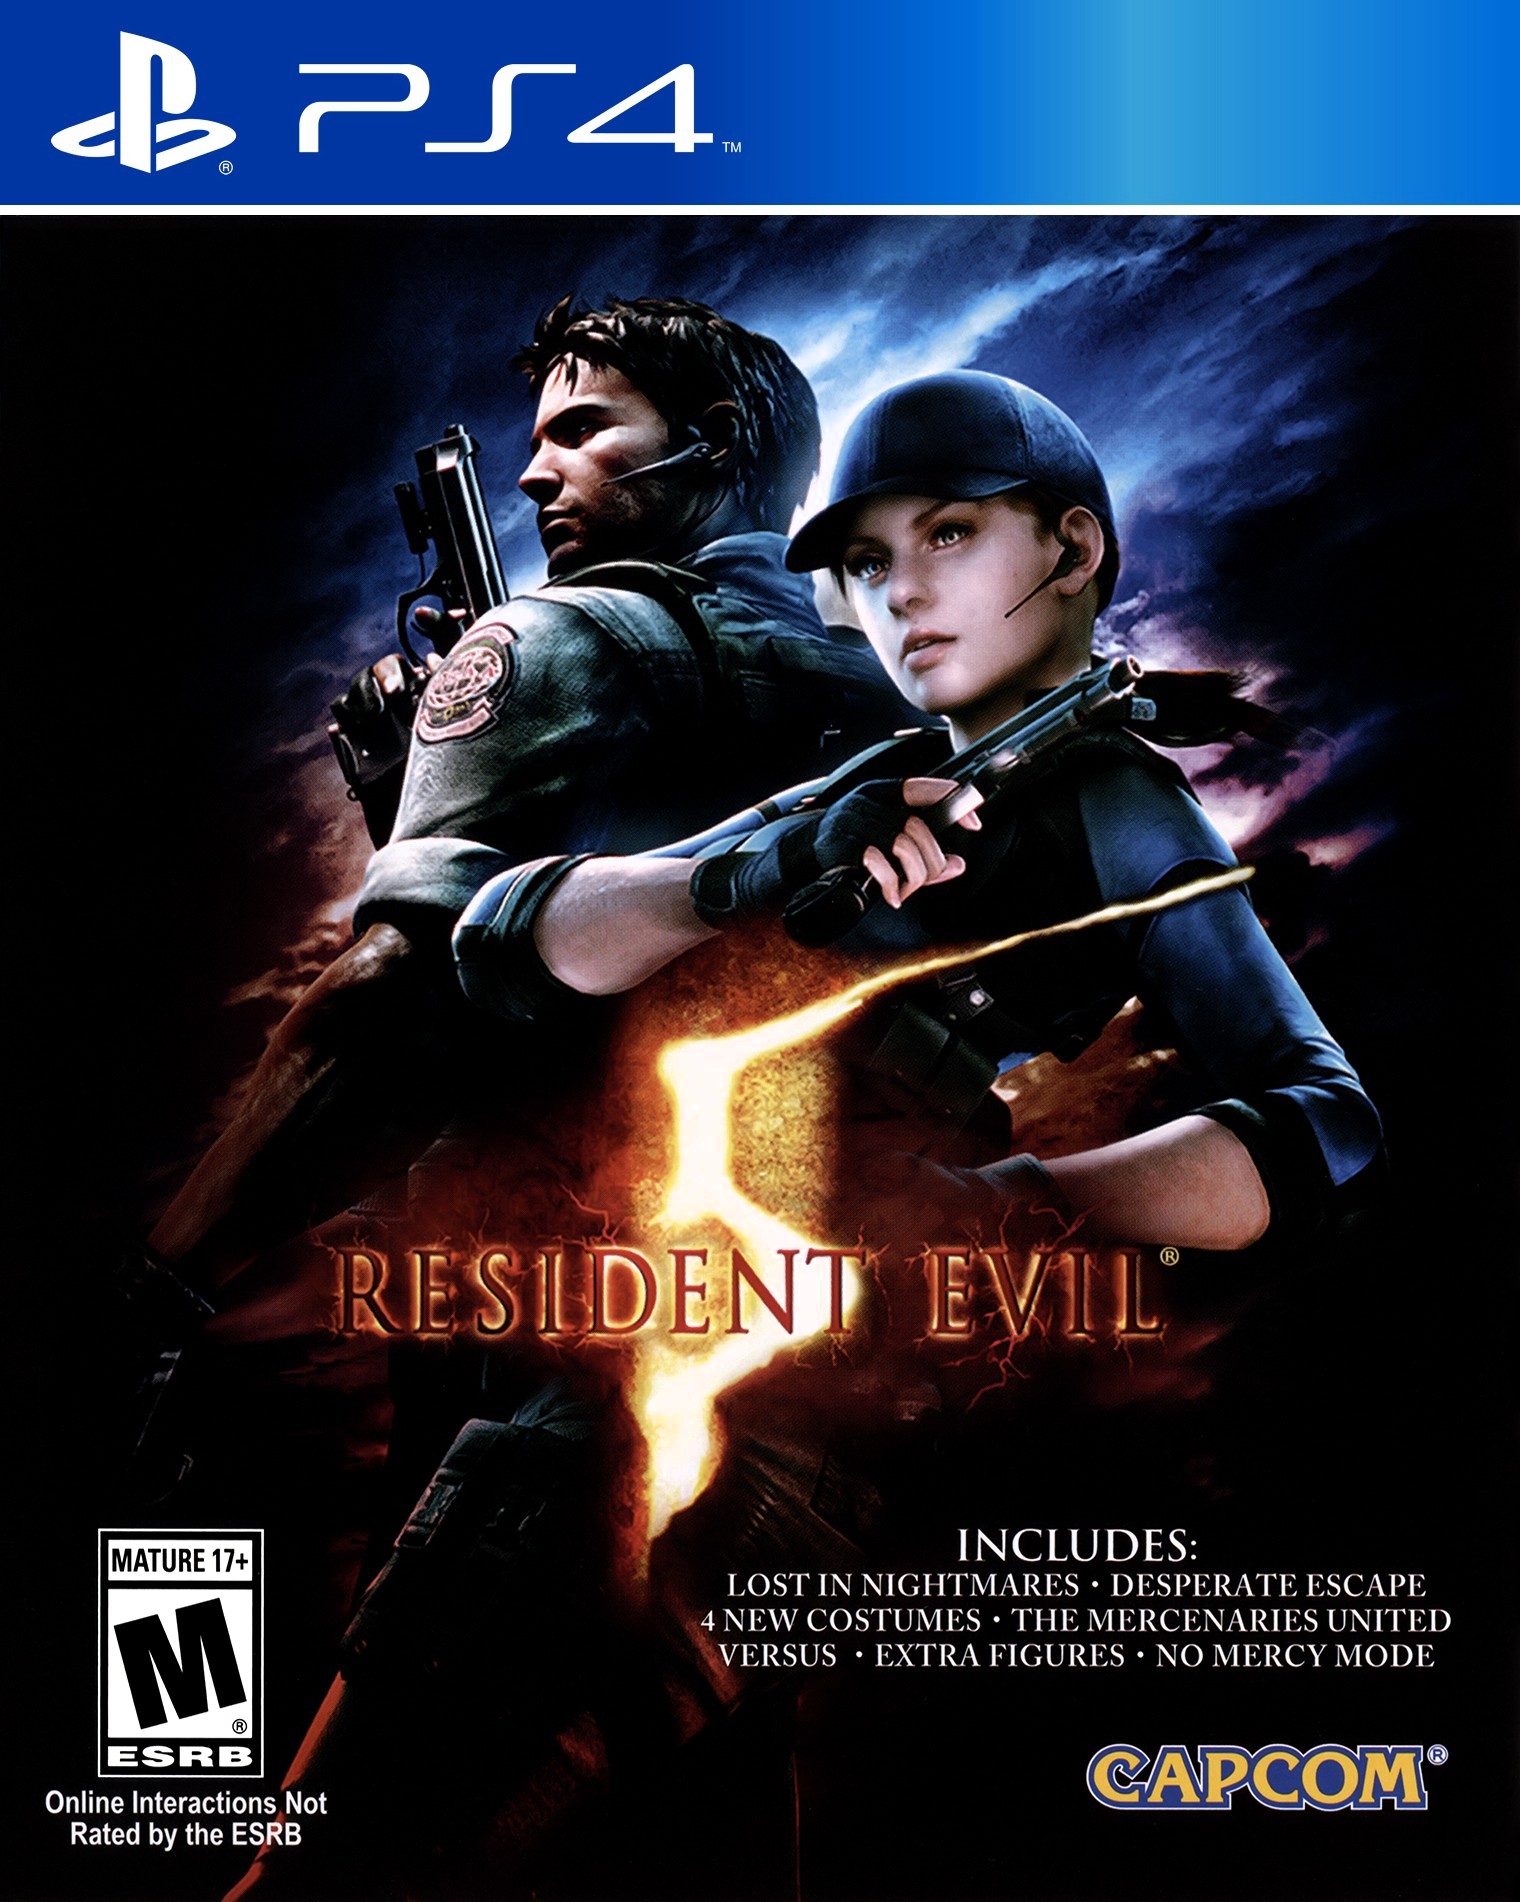 PS4™
RESIDENT EVIL®
5
INCLUDES:
LOST IN NIGHTMARES • DESPERATE ESCAPE
4 NEW COSTUMES • THE MERCENARIES UNITED
VERSUS • EXTRA FIGURES • NO MERCY MODE
MATURE 17+
M®
ESRB
Online Interactions Not
Rated by the ESRB
CAPCOM®